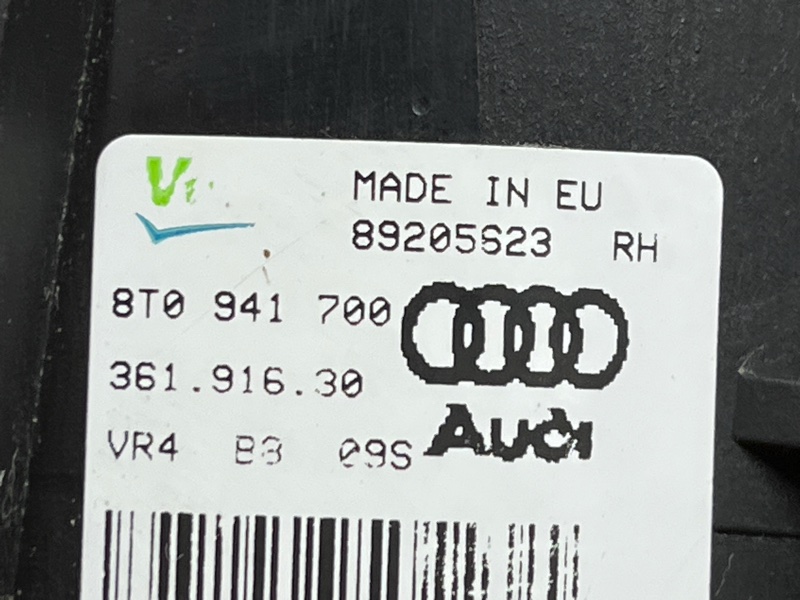 MADE IN EU
89205623 RH
8T0 941 700
361.916.30
VR4 B3 09S
Audi